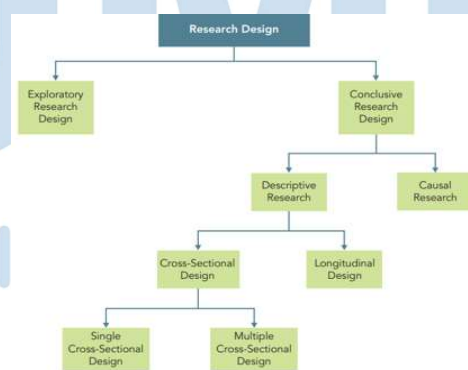 Research Design
Exploratory
Research
Design
Conclusive
Research
Design
Descriptive
Research
Causal
Research
Cross-Sectional
Design
Longitudinal
Design
Single
Cross-Sectional
Design
Multiple
Cross-Sectional
Design